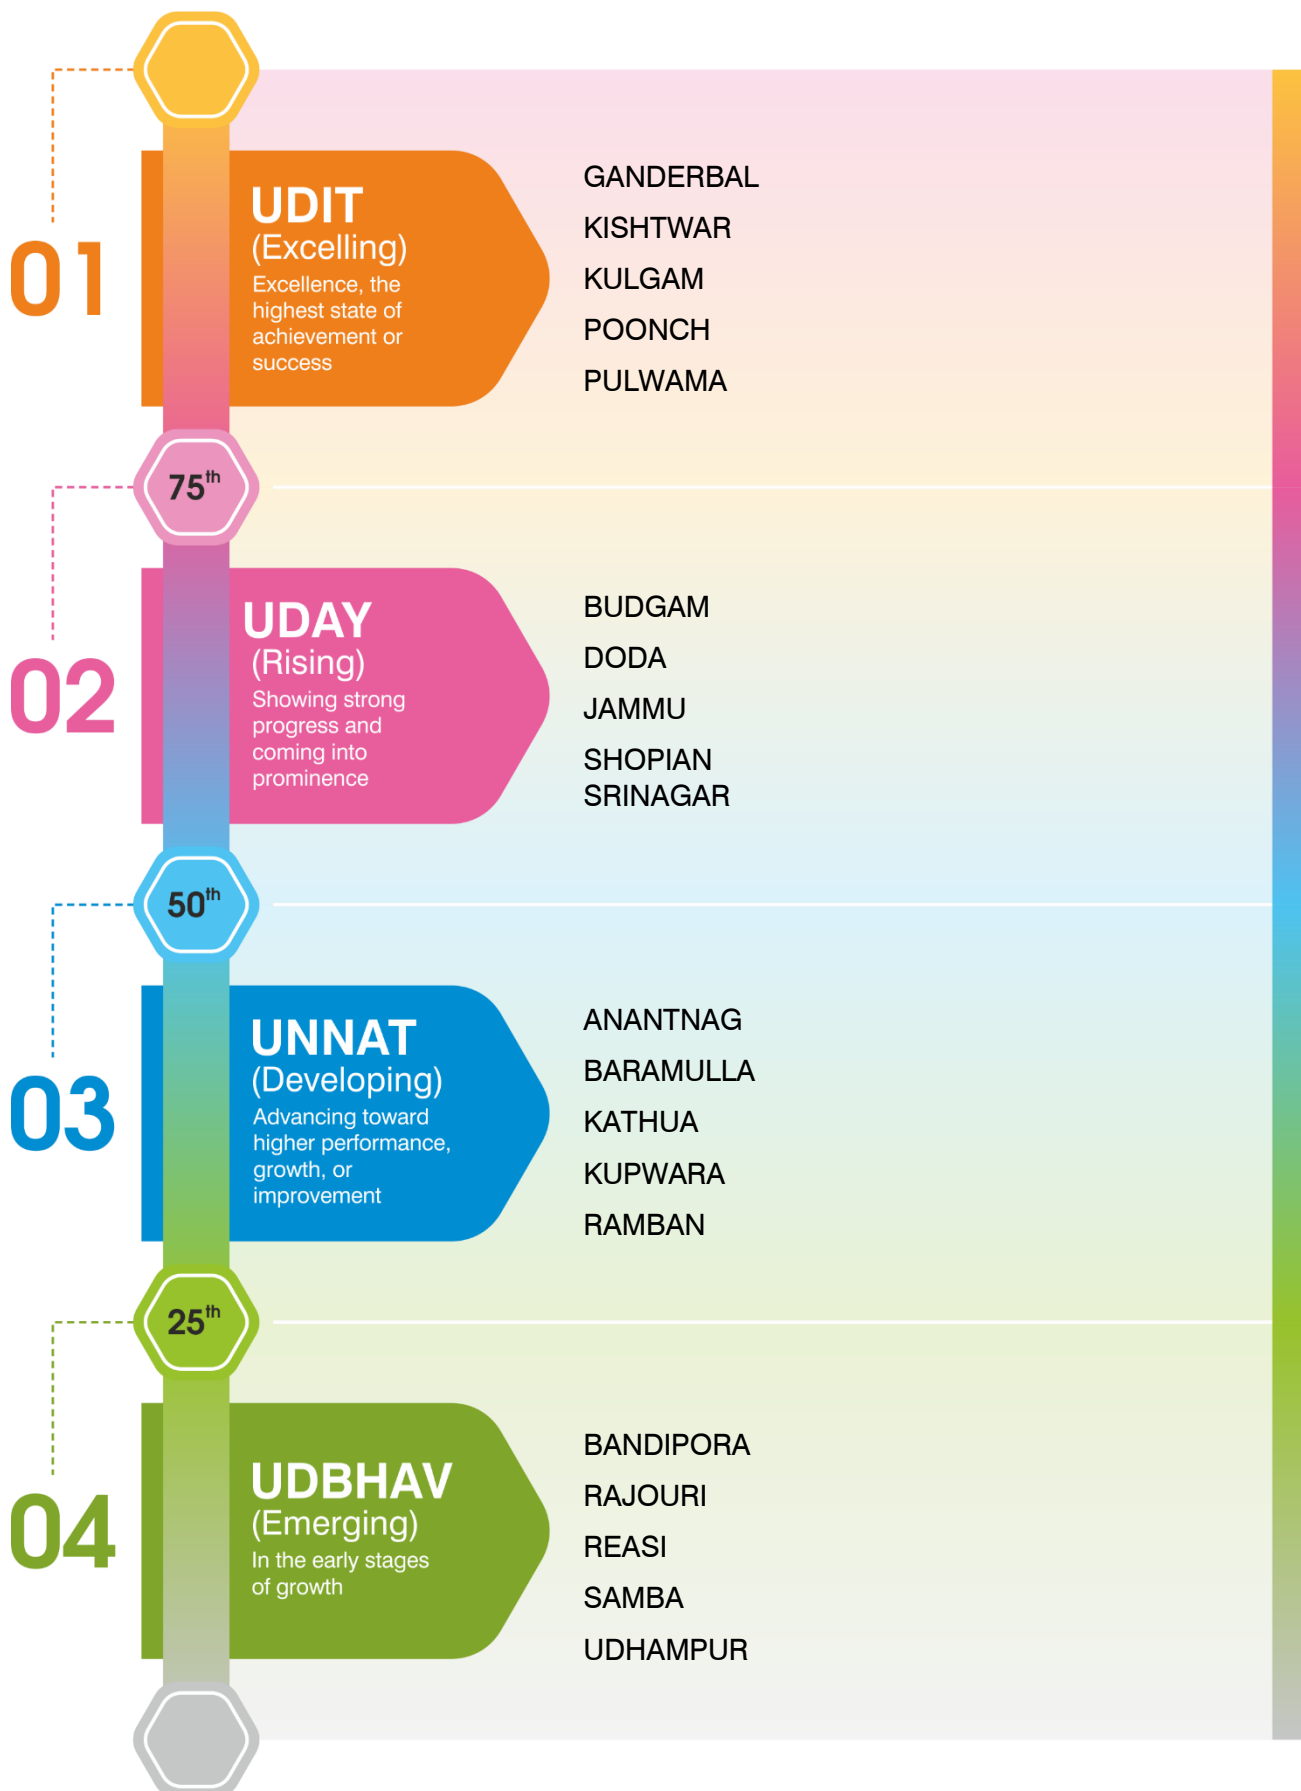 01
UDIT
(Excelling)
Excellence, the
highest state of
achievement or
success
GANDERBAL
KISHTWAR
KULGAM
POONCH
PULWAMA
75th
02
UDAY
(Rising)
Showing strong
progress and
coming into
prominence
BUDGAM
DODA
JAMMU
SHOPIAN
SRINAGAR
50th
03
UNNAT
(Developing)
Advancing toward
higher performance,
growth, or
improvement
ANANTNAG
BARAMULLA
KATHUA
KUPWARA
RAMBAN
25th
04
UDBHAV
(Emerging)
In the early stages
of growth
BANDIPORA
RAJOURI
REASI
SAMBA
UDHAMPUR